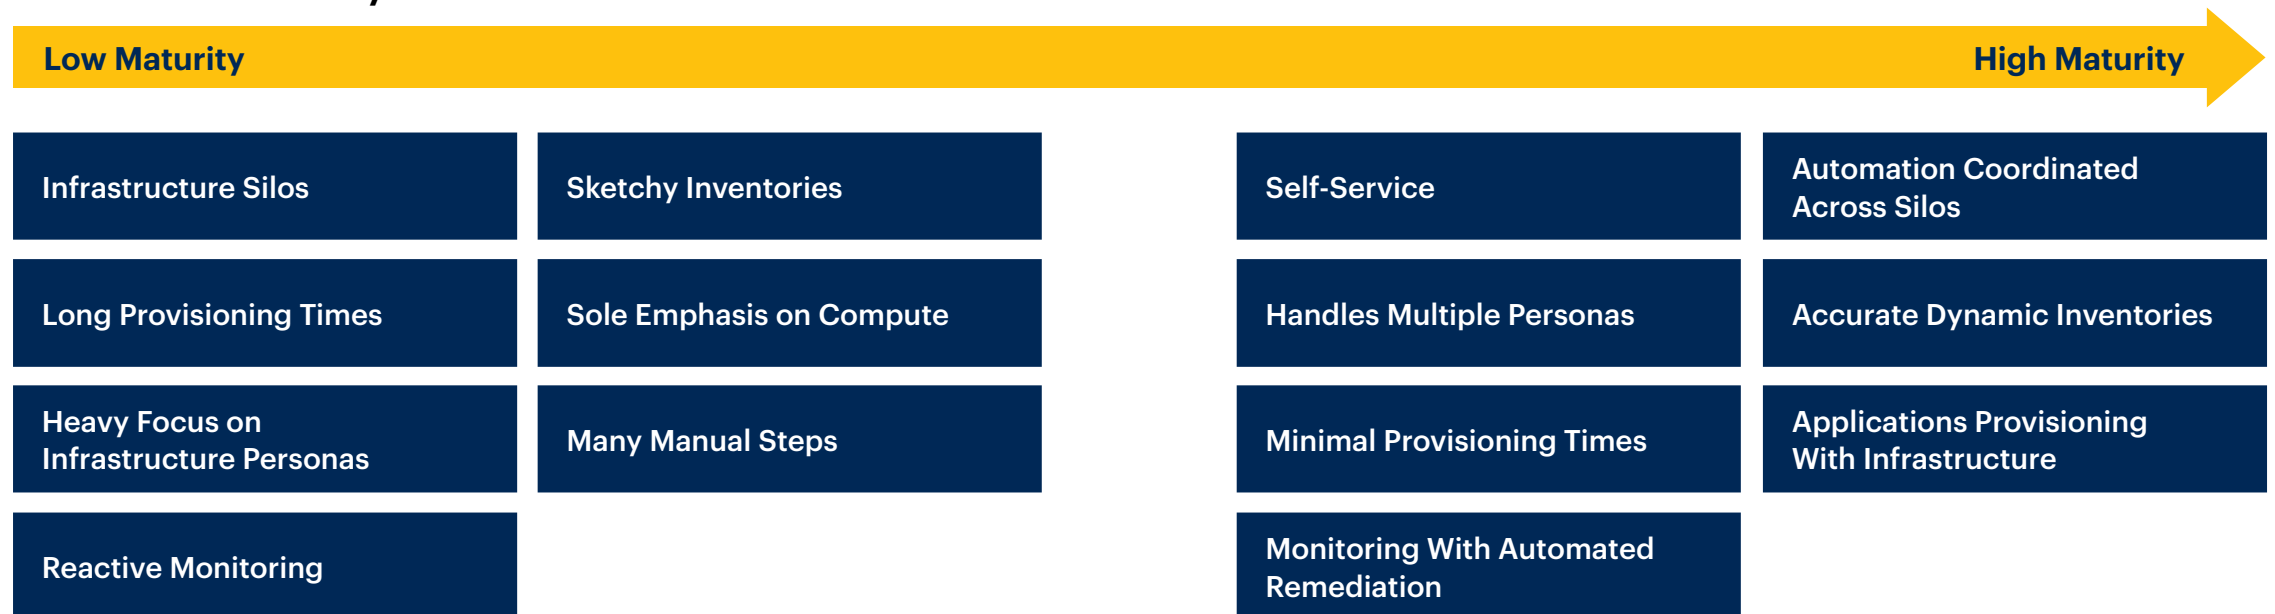 Low Maturity
High Maturity
Infrastructure Silos
Sketchy Inventories
Self-Service
Automation Coordinated
Across Silos
Long Provisioning Times
Sole Emphasis on Compute
Handles Multiple Personas
Accurate Dynamic Inventories
Heavy Focus on
Infrastructure Personas
Many Manual Steps
Minimal Provisioning Times
Applications Provisioning
With Infrastructure
Reactive Monitoring
Monitoring With Automated
Remediation